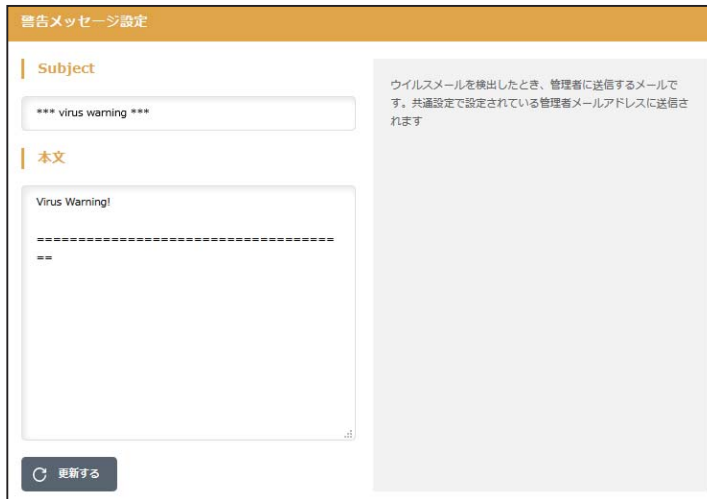 警告メッセージ設定
Subject
*** virus warning ***
本文
Virus Warning!
====================================
==
更新する
ウイルスメールを検出したとき、管理者に送信するメールで
す。共通設定で設定されている管理者メールアドレスに送信さ
れます